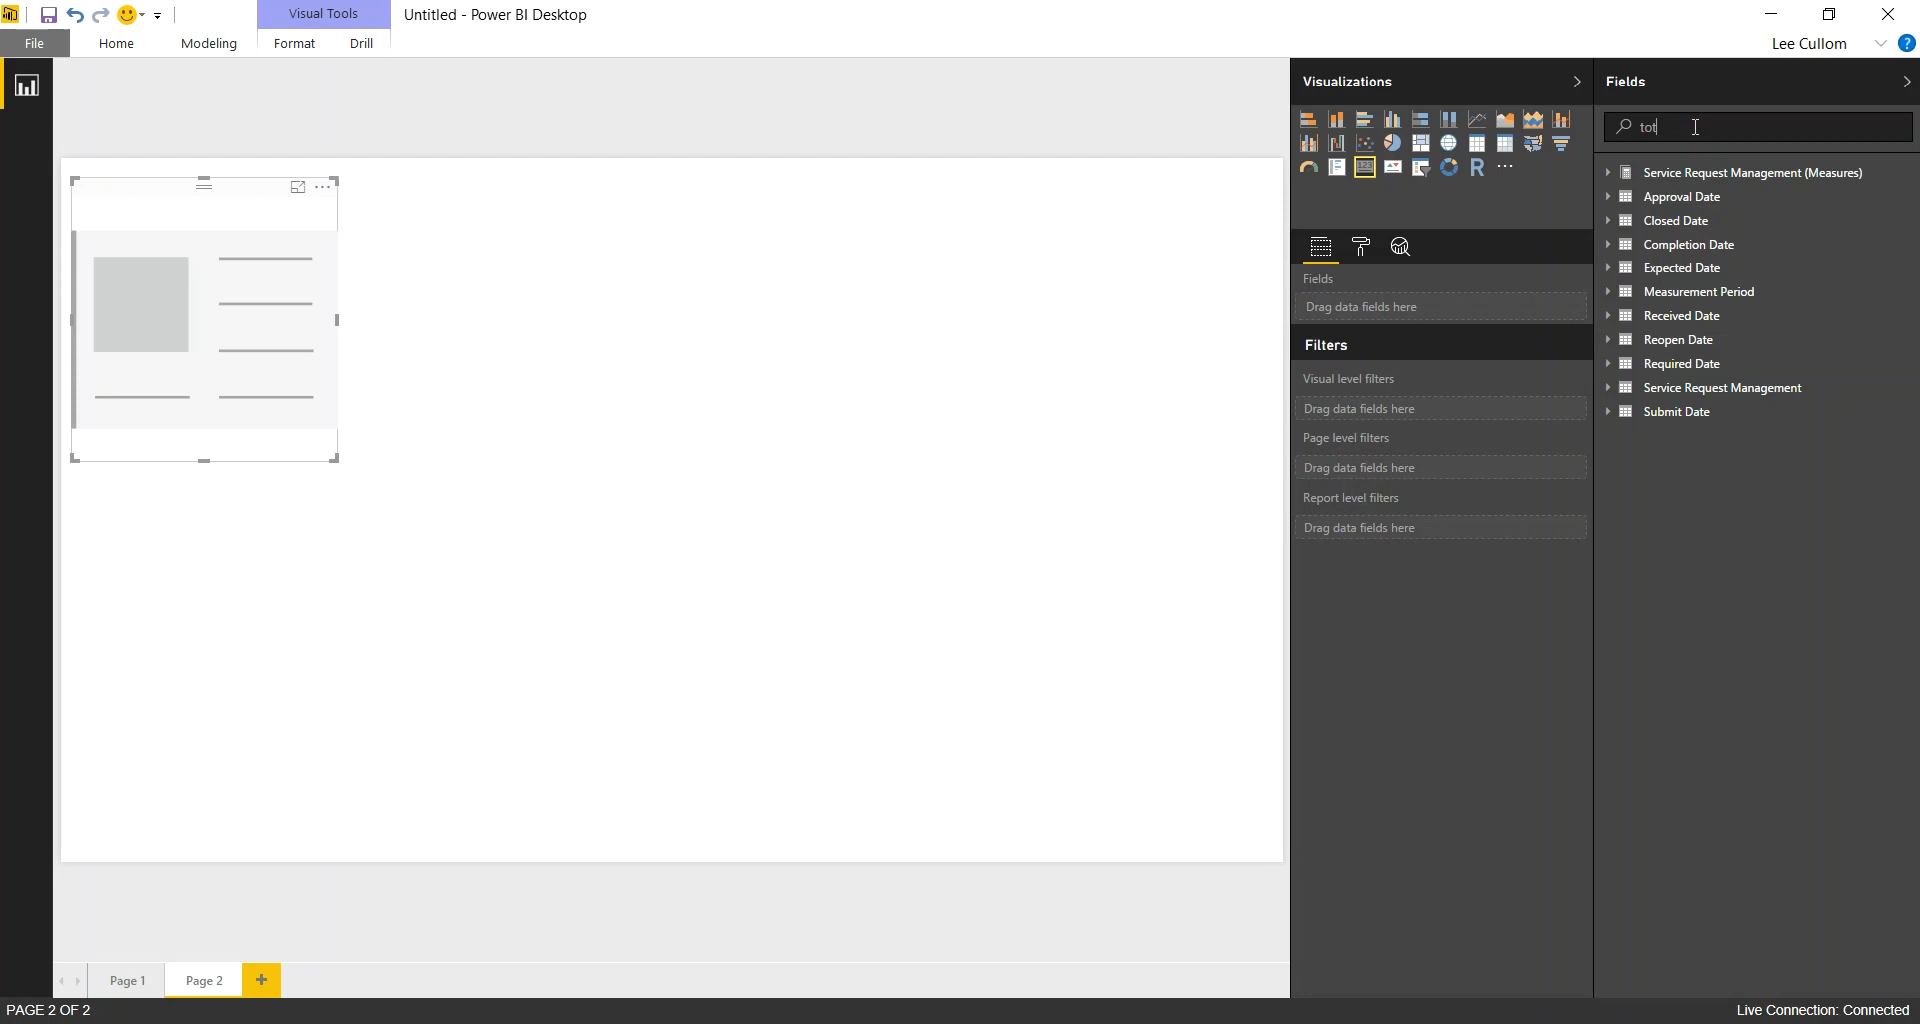 Visual Tools
Untitled - Power BI Desktop
File
Home
Modeling
Format
Drill
Lee Cullom
?
Visualizations
Fields
tot
123
R
Service Request Management (Measures)
Approval Date
Closed Date
Completion Date
Expected Date
Measurement Period
Received Date
Reopen Date
Required Date
Service Request Management
Submit Date
Fields
Drag data fields here
Filters
Visual level filters
Drag data fields here
Page level filters
Drag data fields here
Report level filters
Drag data fields here
Page 1
Page 2
+
PAGE 2 OF 2
Live Connection: Connected